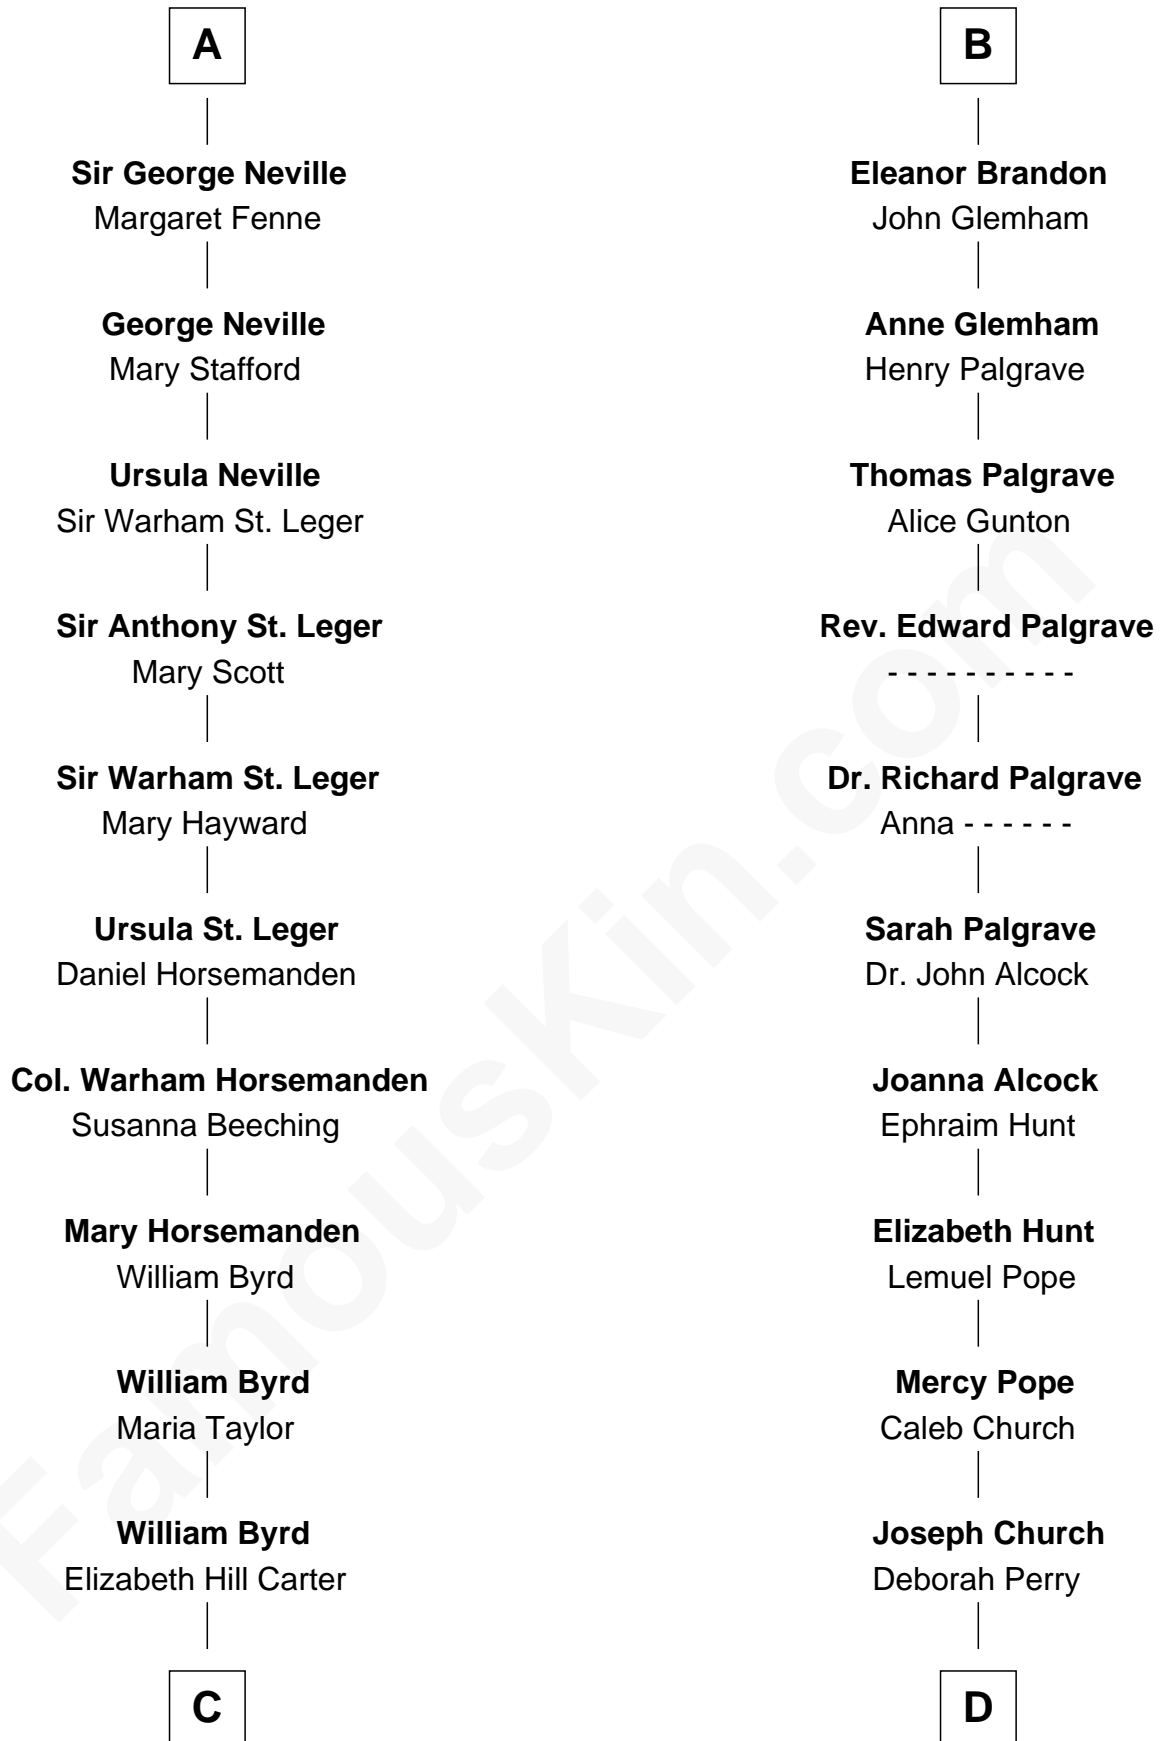 A
Sir George Neville
Margaret Fenne
George Neville
Mary Stafford
Ursula Neville
Sir Warham St. Leger
Sir Anthony St. Leger
Mary Scott
Sir Warham St. Leger
Mary Hayward
Ursula St. Leger
Daniel Horsemanden
Col. Warham Horsemanden
Susanna Beeching
Mary Horsemanden
William Byrd
William Byrd
Maria Taylor
William Byrd
Elizabeth Hill Carter
C
B
Eleanor Brandon
John Glemham
Anne Glemham
Henry Palgrave
Thomas Palgrave
Alice Gunton
Rev. Edward Palgrave
- - - - - - - - - -
Dr. Richard Palgrave
Anna - - - - - -
Sarah Palgrave
Dr. John Alcock
Joanna Alcock
Ephraim Hunt
Elizabeth Hunt
Lemuel Pope
Mercy Pope
Caleb Church
Joseph Church
Deborah Perry
D
FamousKin.com